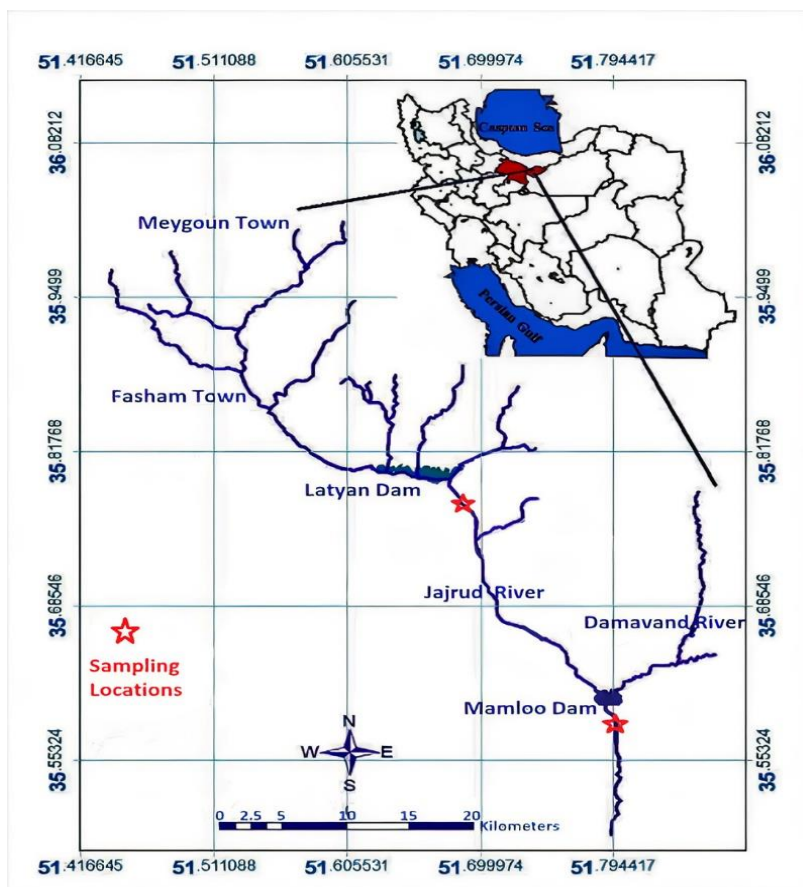 51.416645 51.511088 51.605531 51.699974 51.794417
36.08212
36.08212
Caspian Sea
Meygoun Town
35.9499
35.9499
Persian Gulf
Fasham Town
35.81768
35.81768
Latyan Dam
Jajrud River
35.68546
35.68546
Damavand River
Sampling
Locations
Mamloo Dam
N
W E
S
35.55324
35.55324
0 2.5 5 10 15 20
Kilometers
51.416645 51.511088 51.605531 51.699974 51.794417